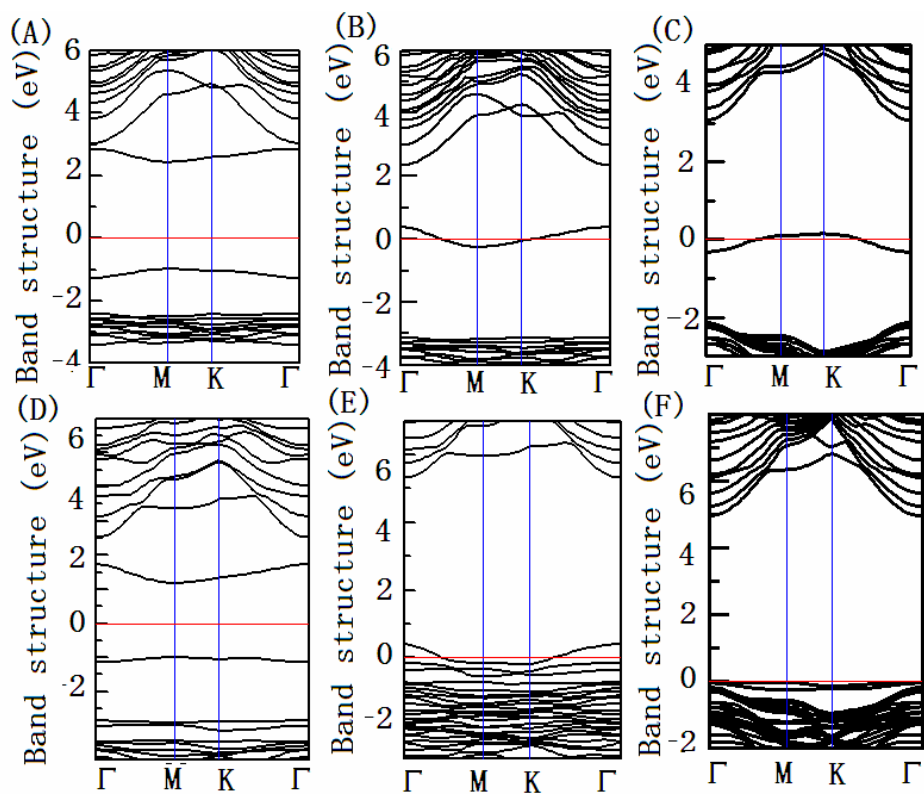 (A)
Band structure (eV)
6
4
2
0
-2
-4
Γ M K Γ
(B)
Band structure (eV)
6
4
2
0
-2
-4
Γ M K Γ
(C)
Band structure (eV)
4
2
0
-2
Γ M K Γ
(D)
Band structure (eV)
6
4
2
0
-2
Γ M K Γ
(E)
Band structure (eV)
6
4
2
0
-2
Γ M K Γ
(F)
Band structure (eV)
6
4
2
0
-2
Γ M K Γ